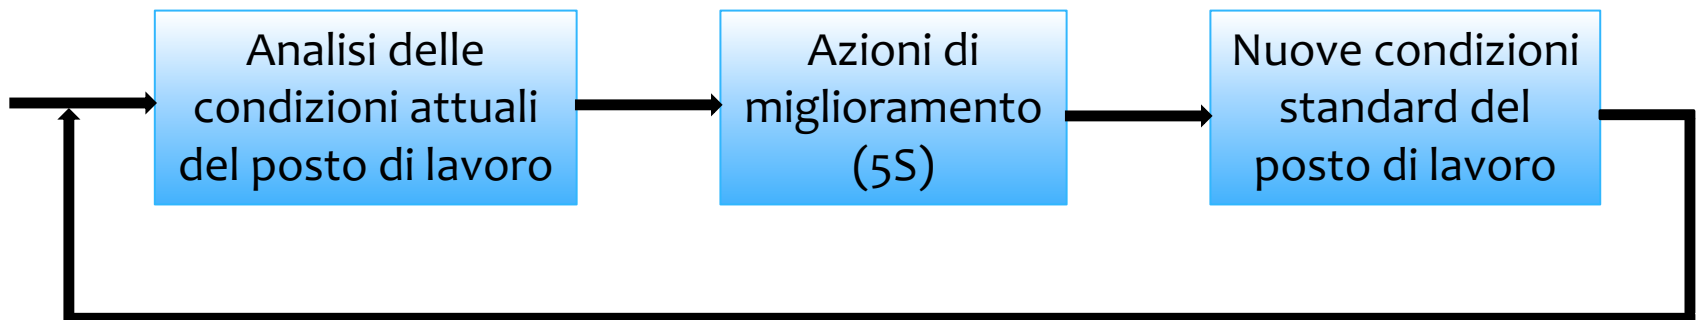 Analisi delle
condizioni attuali
del posto di lavoro
Azioni di
miglioramento
(5S)
Nuove condizioni
standard del
posto di lavoro